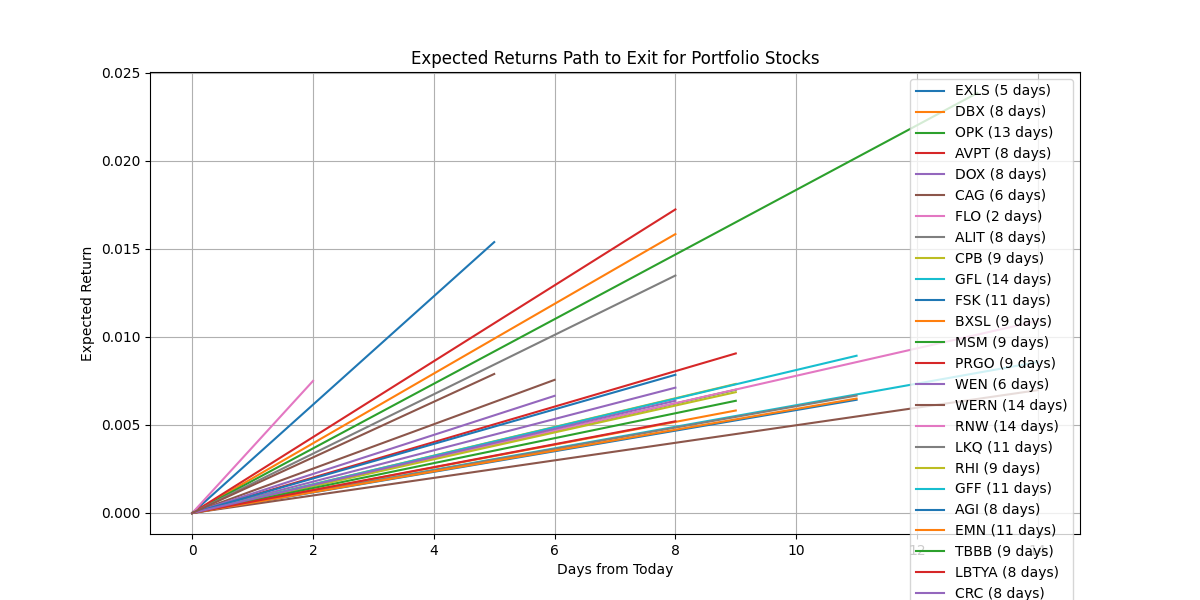 Expected Returns Path to Exit for Portfolio Stocks
Expected Return
0.025
0.020
0.015
0.010
0.005
0.000
0
2
4
6
8
10
12
Days from Today
EXLS (5 days)
DBX (8 days)
OPK (13 days)
AVPT (8 days)
DOX (8 days)
CAG (6 days)
FLO (2 days)
ALIT (8 days)
CPB (9 days)
GFL (14 days)
FSK (11 days)
BXSL (9 days)
MSM (9 days)
PRGO (9 days)
WEN (6 days)
WERN (14 days)
RNW (14 days)
LKQ (11 days)
RHI (9 days)
GFF (11 days)
AGI (8 days)
EMN (11 days)
TBBB (9 days)
LBTYA (8 days)
CRC (8 days)